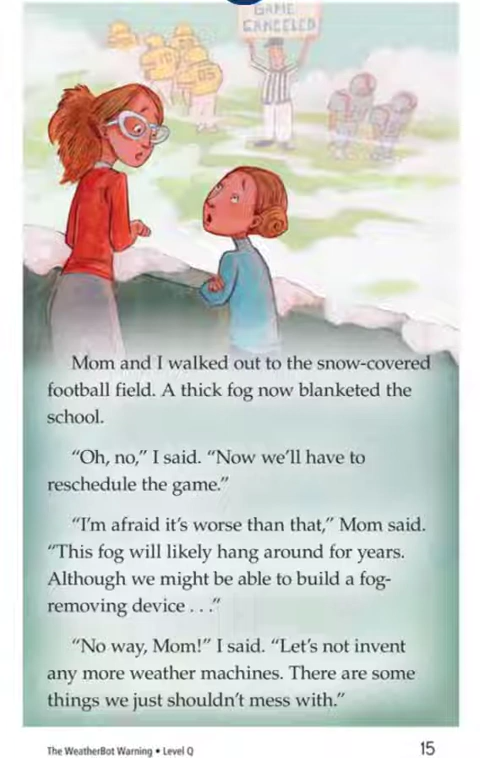 GAME
CANCELED
10
05
Mom and I walked out to the snow-covered
football field. A thick fog now blanketed the
school.
“Oh, no,” I said. “Now we’ll have to
reschedule the game.”
“I’m afraid it’s worse than that,” Mom said.
“This fog will likely hang around for years.
Although we might be able to build a fog-
removing device . . .”
“No way, Mom!” I said. “Let’s not invent
any more weather machines. There are some
things we just shouldn’t mess with.”
The WeatherBot Warning • Level Q
15